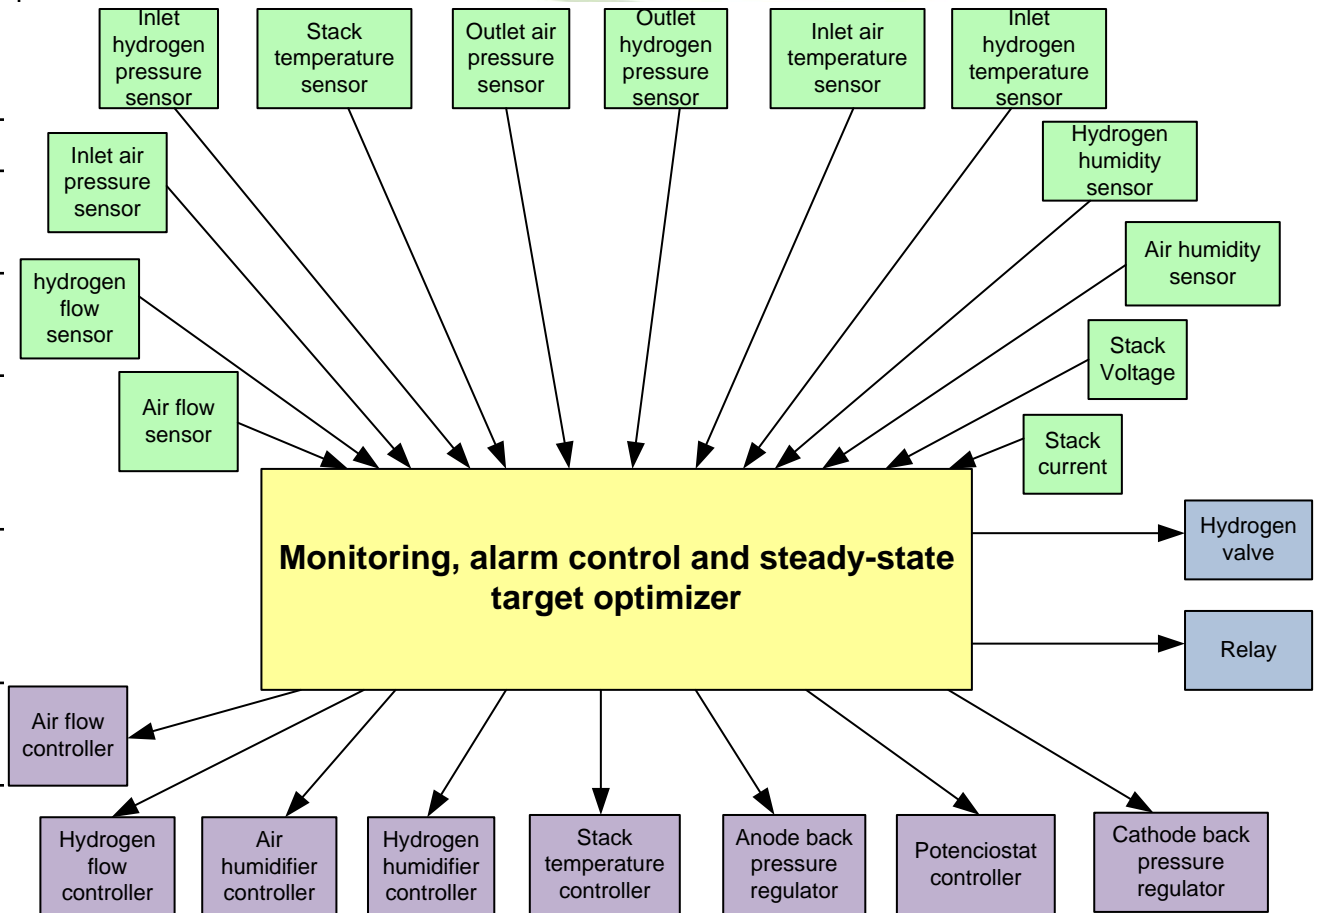 Inlet
hydrogen
pressure
sensor
Stack
temperature
sensor
Outlet air
pressure
sensor
Outlet
hydrogen
pressure
sensor
Inlet air
temperature
sensor
Inlet
hydrogen
temperature
sensor
Inlet air
pressure
sensor
Hydrogen
humidity
sensor
Air humidity
sensor
hydrogen
flow
sensor
Stack
Voltage
Air flow
sensor
Stack
current
Monitoring, alarm control and steady-state
target optimizer
Hydrogen
valve
Relay
Air flow
controller
Hydrogen
flow
controller
Air
humidifier
controller
Hydrogen
humidifier
controller
Stack
temperature
controller
Anode back
pressure
regulator
Potenciostat
controller
Cathode back
pressure
regulator